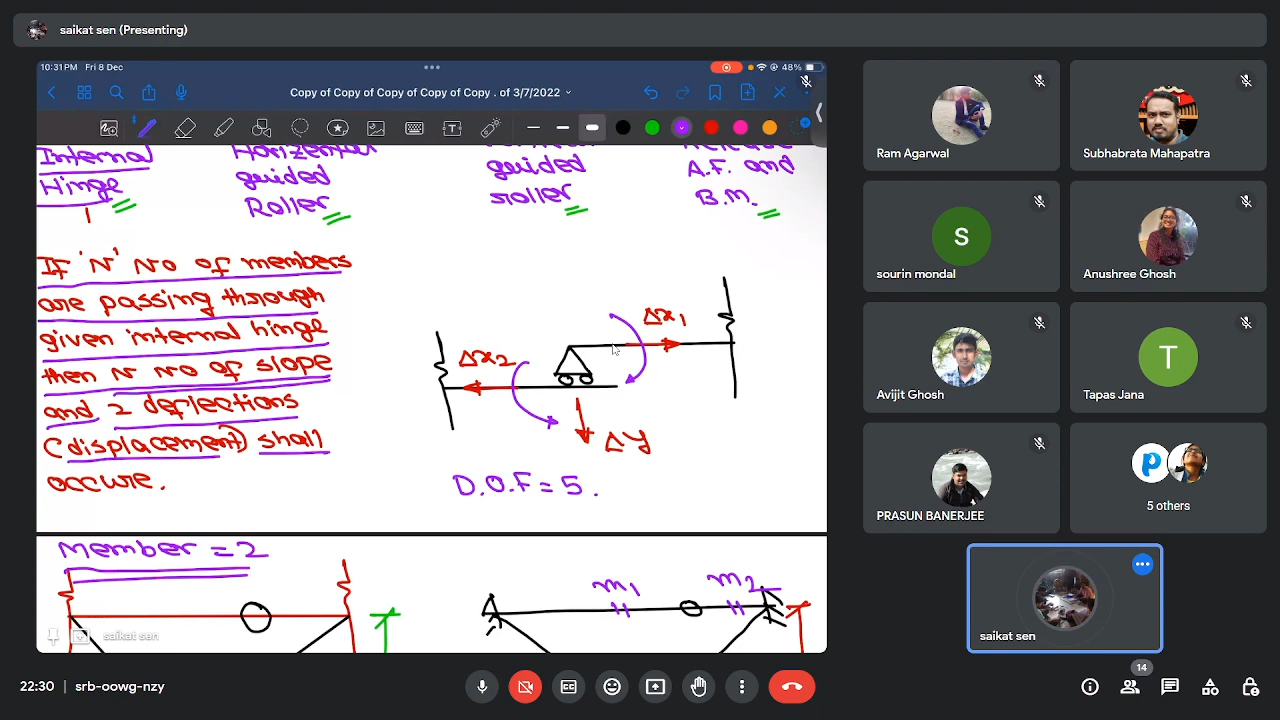 saikat sen (Presenting)
10:31PM Fri 8 Dec
48%
Copy of Copy of Copy of Copy of Copy . of 3/7/2022
Internal
Hinge
Horizontal
guided
Roller
guided
roller
Release
A.F. and
B.M.
If 'N' No of members
are passing through
given internal hinge
then N No of slope
and 2 deflections
(displacement) shall
occure.
Δx1
Δx2
Δy
D.O.F = 5.
Member = 2
m1
m2
saikat sen
Ram Agarwal
Subhabrata Mahapatra
S
sourin mondal
Anushree Ghosh
Avijit Ghosh
T
Tapas Jana
PRASUN BANERJEE
P
5 others
saikat sen
22:30 | srb-oowg-nzy
14